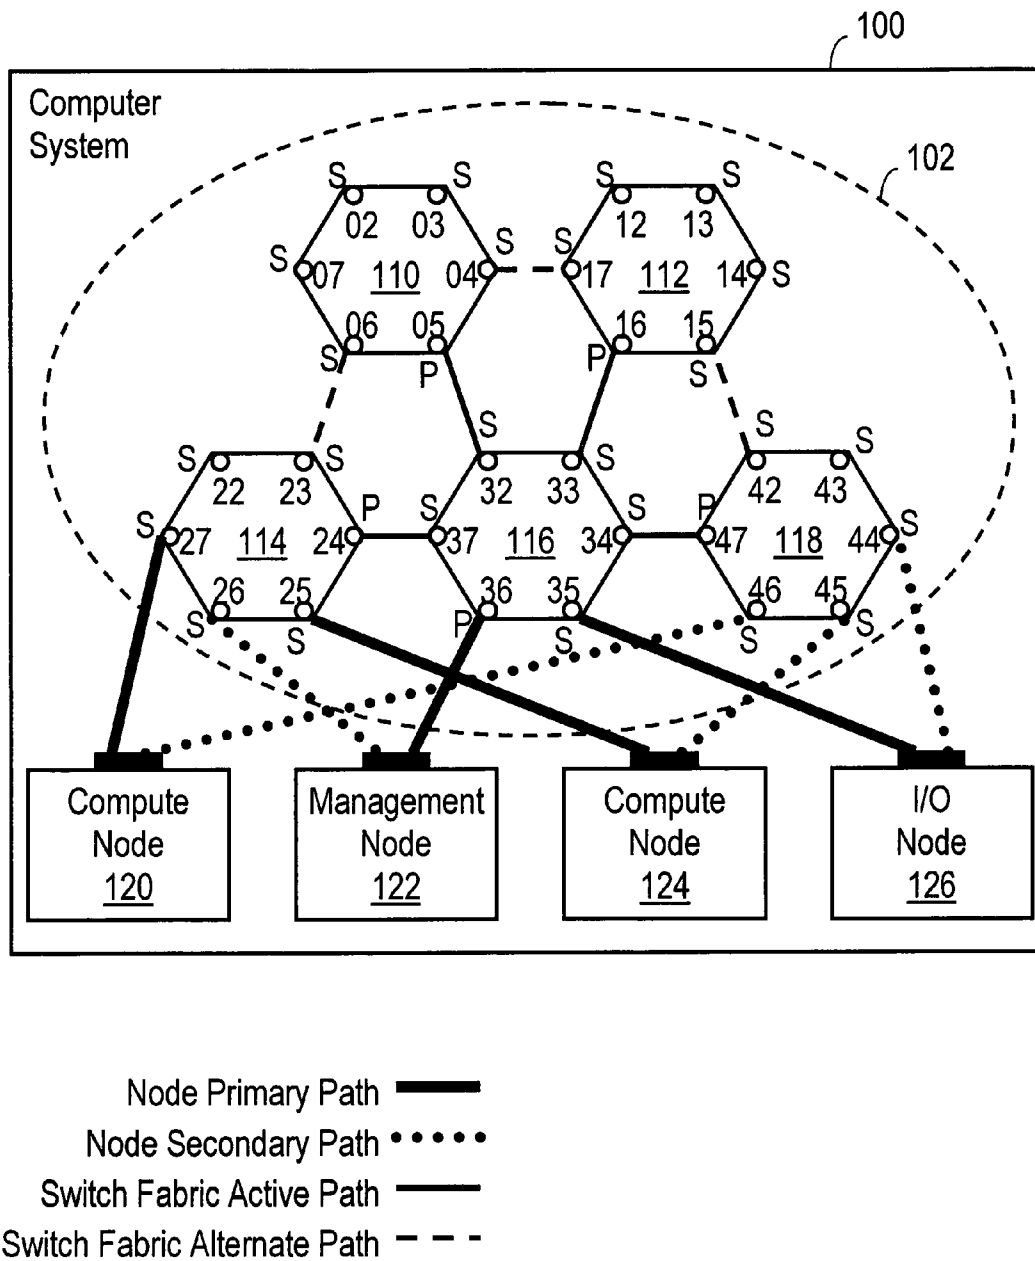 100
Computer
System
102
S S S S
02 03 12 13
S S
S 07 110 04 17 112 14 S
06 05 16 15
S P P S
S S S S S S
22 23 32 33 42 43
S P S S P S
27 114 24 37 116 34 47 118 44
26 25 36 35 46 45
S S P S S S
Compute
Node
120
Management
Node
122
Compute
Node
124
I/O
Node
126
Node Primary Path
Node Secondary Path
Switch Fabric Active Path
Switch Fabric Alternate Path